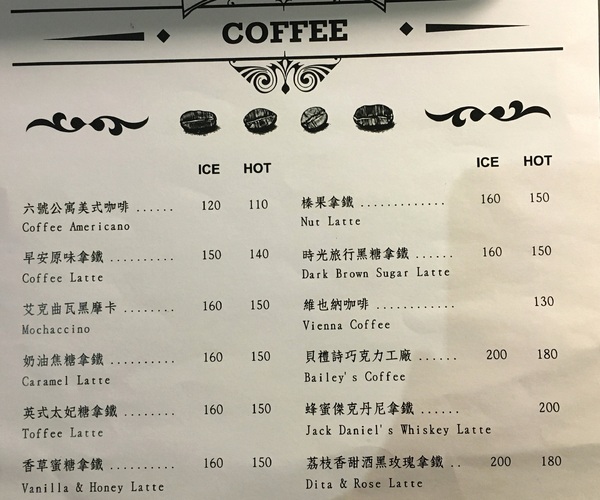 COFFEE
ICE HOT
六號公寓美式咖啡 ...... 120 110
Coffee Americano
早安原味拿鐵 .......... 150 140
Coffee Latte
艾克曲瓦黑摩卡 ........ 160 150
Mochaccino
奶油焦糖拿鐵 .......... 160 150
Caramel Latte
英式太妃糖拿鐵 ........ 160 150
Toffee Latte
香草蜜糖拿鐵 .......... 160 150
Vanilla & Honey Latte
ICE HOT
榛果拿鐵 ............. 160 150
Nut Latte
時光旅行黑糖拿鐵 ...... 160 150
Dark Brown Sugar Latte
維也納咖啡 ............ 130
Vienna Coffee
貝禮詩巧克力工廠 ...... 200 180
Bailey's Coffee
蜂蜜傑克丹尼拿鐵 ...... 200
Jack Daniel's Whiskey Latte
荔枝香甜酒黑玫瑰拿鐵 .. 200 180
Dita & Rose Latte